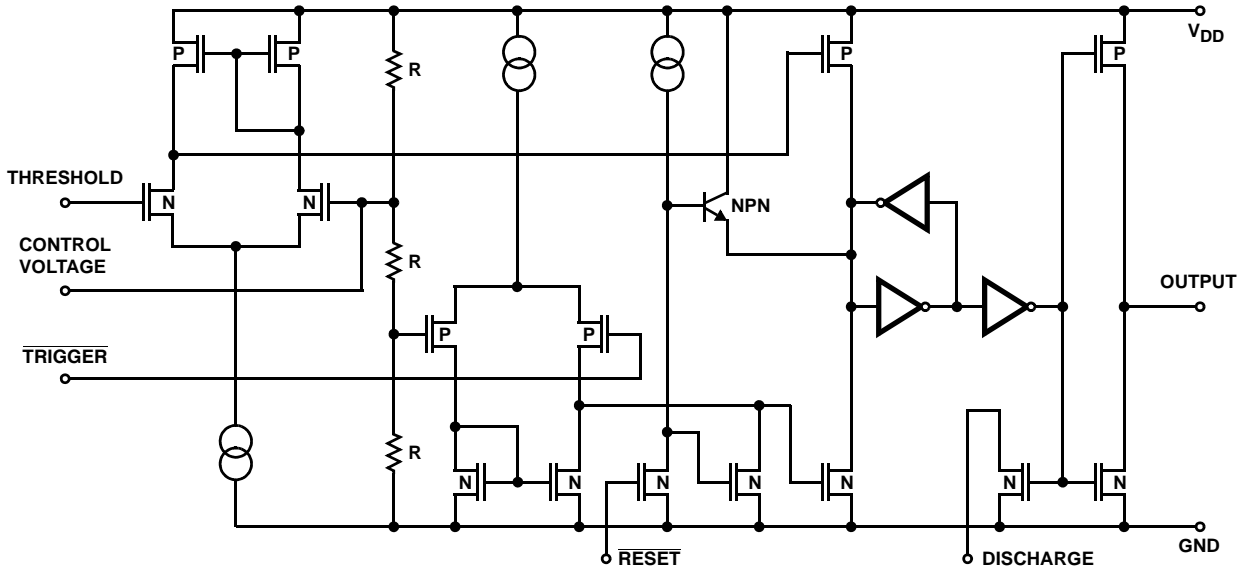 V_DD
P P R P P
THRESHOLD
N N
NPN
CONTROL
VOLTAGE
R
OUTPUT
P P
TRIGGER
R
N N N N N N N
GND
RESET
DISCHARGE